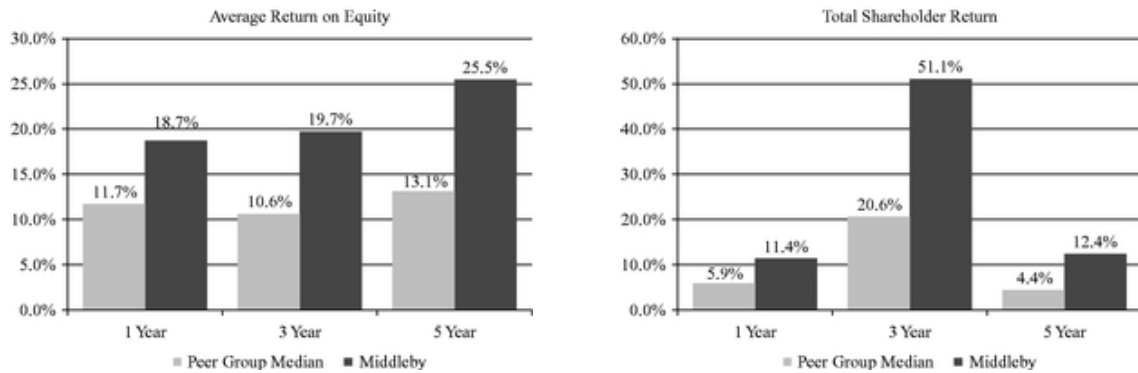 Average Return on Equity
30.0%
25.0%
20.0%
15.0%
10.0%
5.0%
0.0%
11.7%
18.7%
10.6%
19.7%
13.1%
25.5%
1 Year
3 Year
5 Year
Peer Group Median
Middleby
Total Shareholder Return
60.0%
50.0%
40.0%
30.0%
20.0%
10.0%
0.0%
5.9%
11.4%
20.6%
51.1%
4.4%
12.4%
1 Year
3 Year
5 Year
Peer Group Median
Middleby